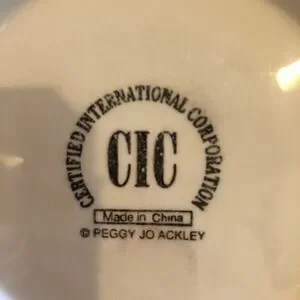 CERTIFIED INTERNATIONAL CORPORATION
CIC
Made in China
© PEGGY JO ACKLEY